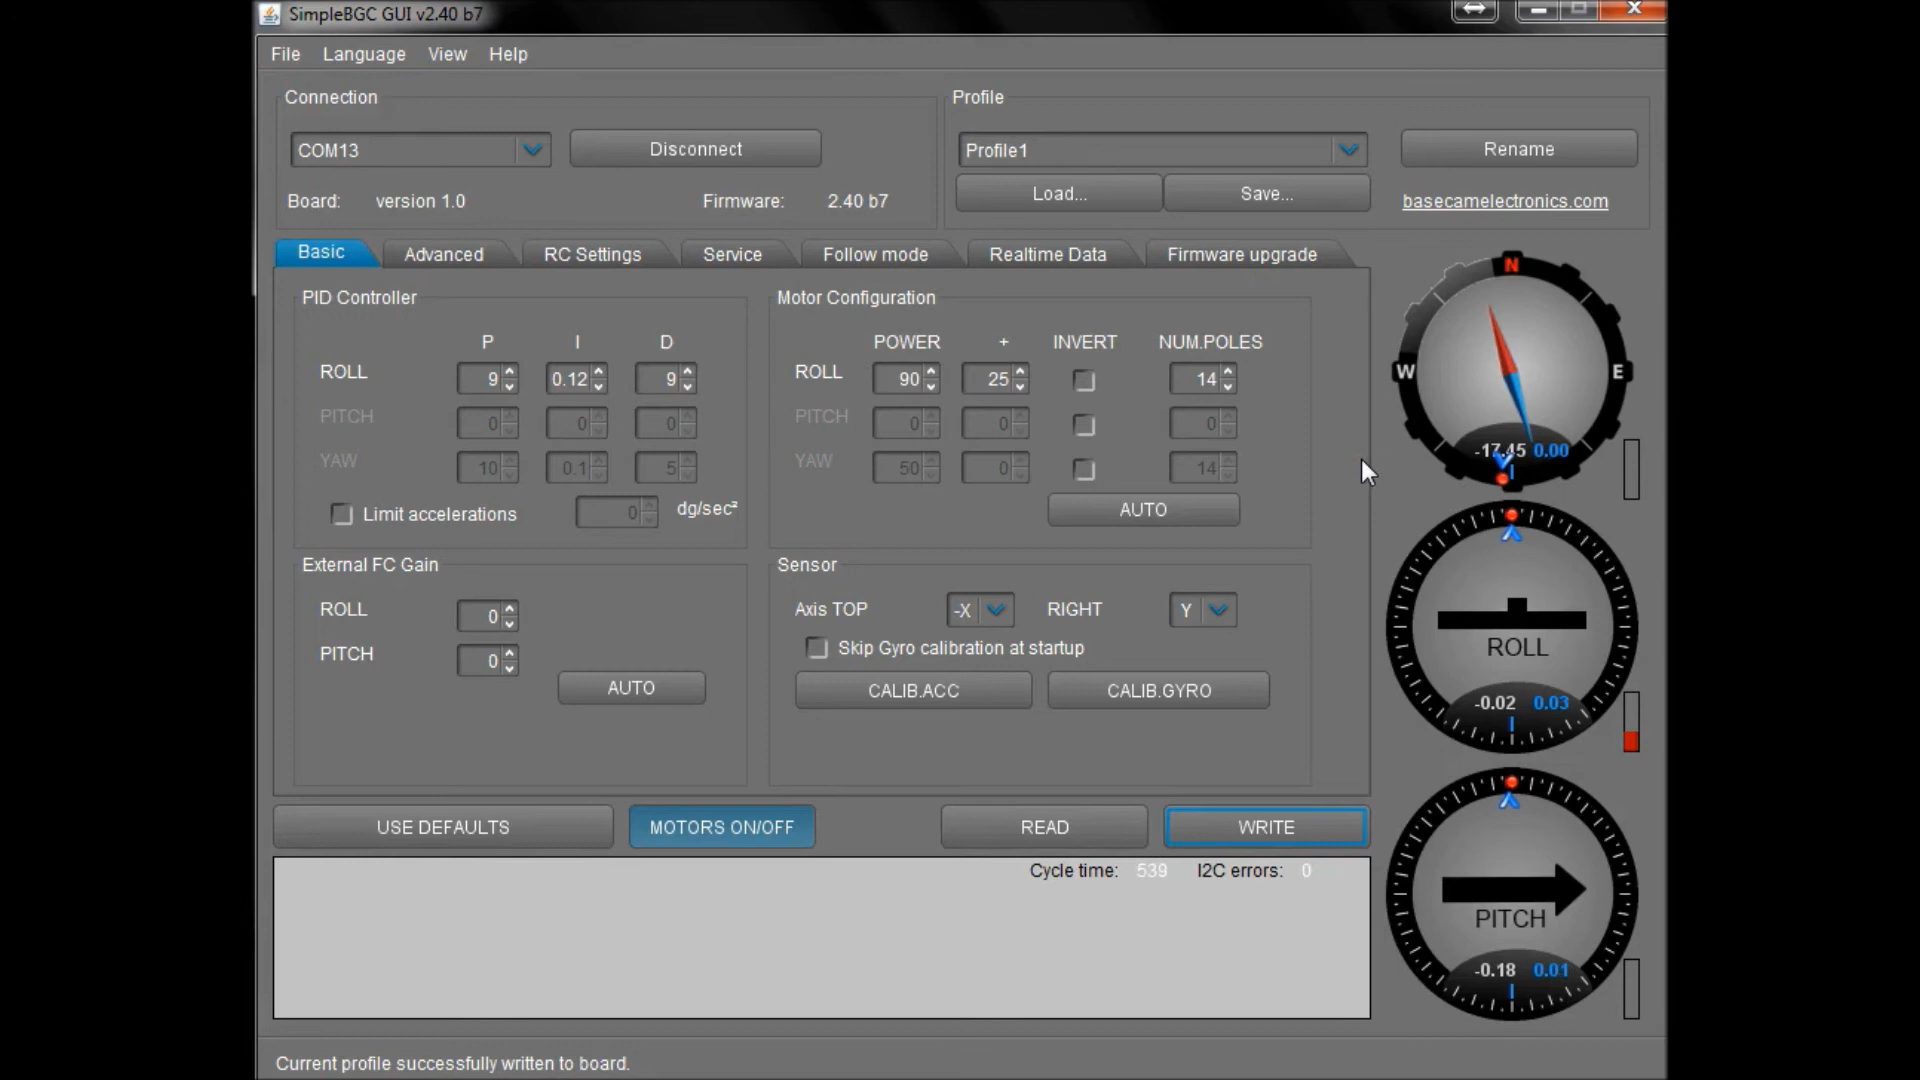 SimpleBGC GUI v2.40 b7
File Language View Help
Connection
COM13 Disconnect
Board: version 1.0 Firmware: 2.40 b7
Profile
Profile1 Rename
Load... Save... basecamelectronics.com
Basic Advanced RC Settings Service Follow mode Realtime Data Firmware upgrade
PID Controller
P I D
ROLL 9 0.12 9
PITCH 0 0 0
YAW 10 0.1 5
Limit accelerations 0 dg/sec²
Motor Configuration
POWER + INVERT NUM.POLES
ROLL 90 25 14
PITCH 0 0 0
YAW 50 0 14
AUTO
External FC Gain
ROLL 0
PITCH 0
AUTO
Sensor
Axis TOP -X RIGHT Y
Skip Gyro calibration at startup
CALIB.ACC CALIB.GYRO
N
W E
-17.45 0.00
ROLL
-0.02 0.03
PITCH
-0.18 0.01
USE DEFAULTS MOTORS ON/OFF READ WRITE
Cycle time: 539 I2C errors: 0
Current profile successfully written to board.